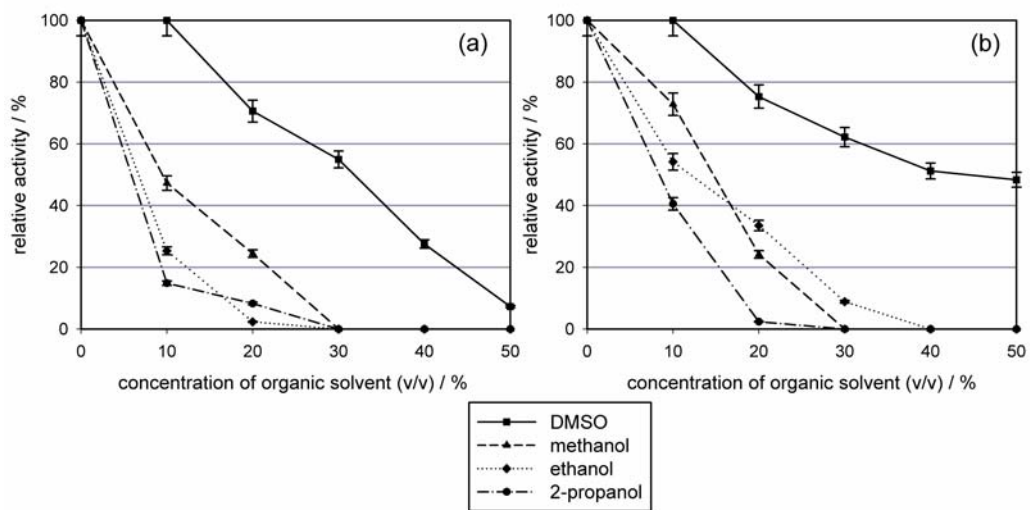 (a)
relative activity / %
100
80
60
40
20
0
0 10 20 30 40 50
concentration of organic solvent (v/v) / %
(b)
relative activity / %
100
80
60
40
20
0
0 10 20 30 40 50
concentration of organic solvent (v/v) / %
DMSO
methanol
ethanol
2-propanol